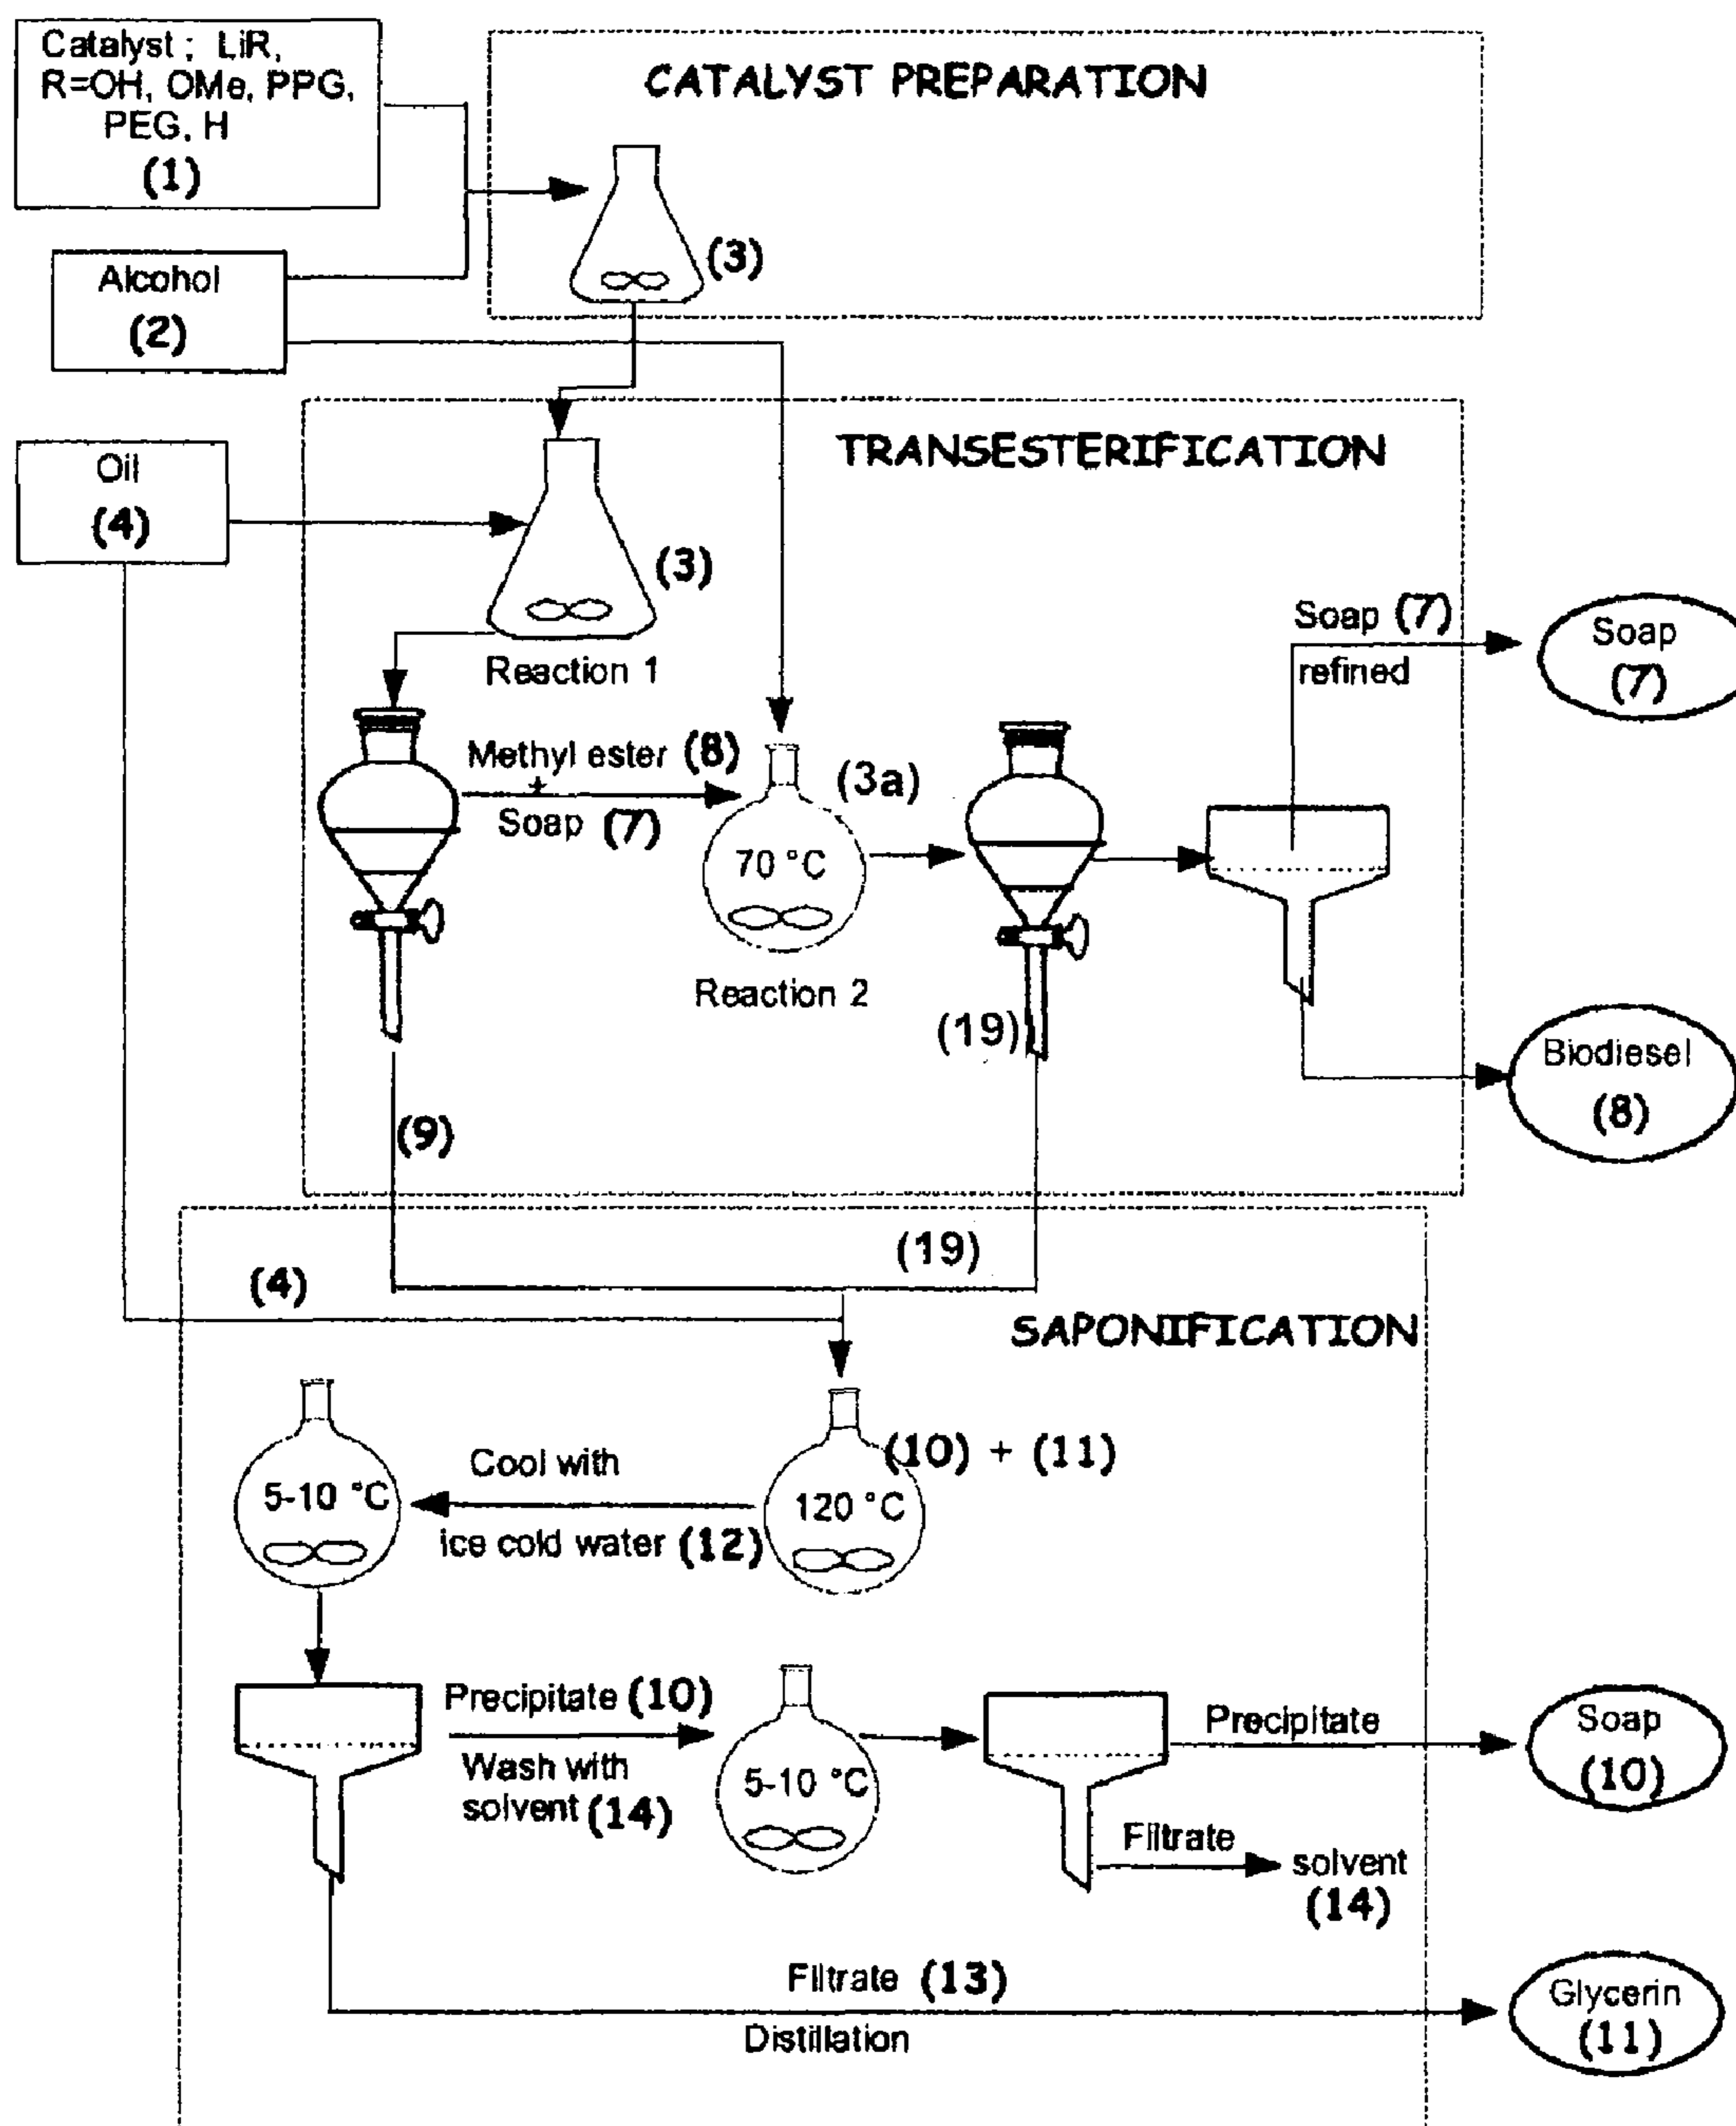 Catalyst ; LiR,
R=OH, OMe, PPG,
PEG, H
(1)
CATALYST PREPARATION
(3)
Alcohol
(2)
TRANSESTERIFICATION
Oil
(4)
(3)
Reaction 1
Soap (7)
refined
Soap
(7)
Methyl ester (8)
+
Soap (7)
(3a)
70 °C
Reaction 2
(19)
Biodiesel
(8)
(9)
(19)
(4)
SAPONIFICATION
(10) + (11)
120 °C
Cool with
ice cold water (12)
5-10 °C
Precipitate (10)
Wash with
solvent (14)
5-10 °C
Precipitate
Soap
(10)
Filtrate
solvent
(14)
Filtrate (13)
Distillation
Glycerin
(11)